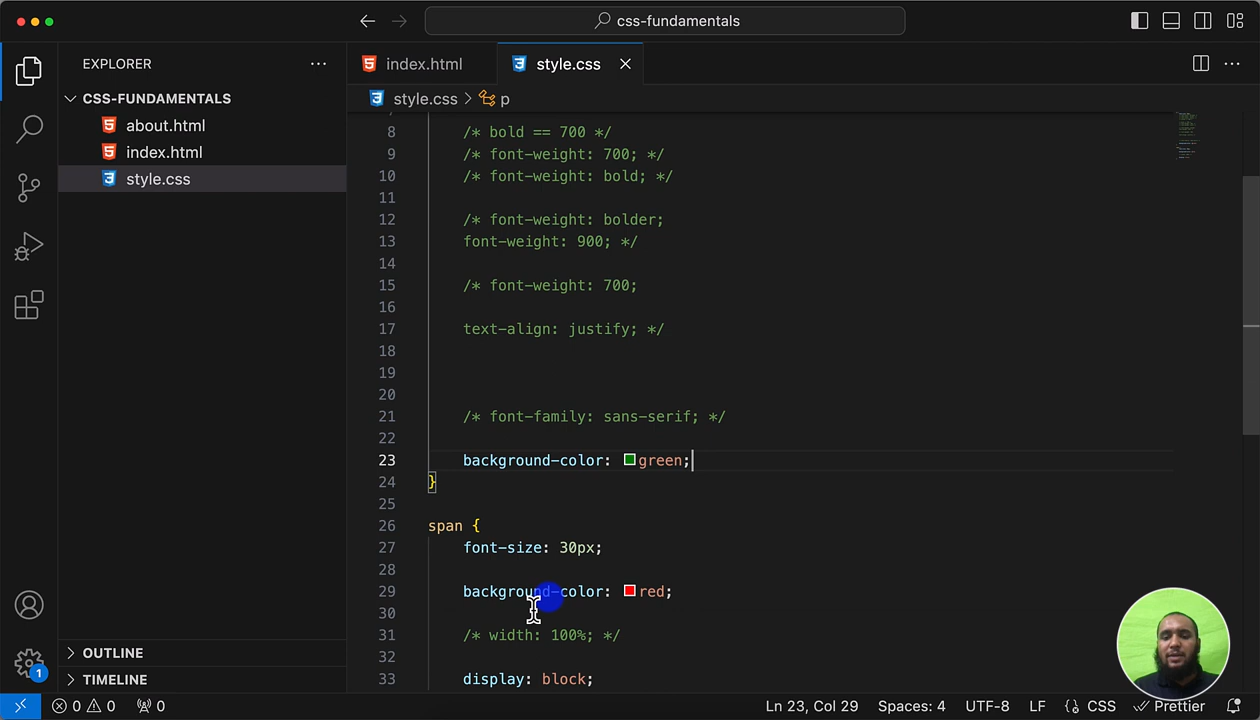 css-fundamentals
EXPLORER
index.html
style.css
CSS-FUNDAMENTALS
style.css > p
about.html
index.html
style.css
8 /* bold == 700 */
9 /* font-weight: 700; */
10 /* font-weight: bold; */
11
12 /* font-weight: bolder;
13 font-weight: 900; */
14
15 /* font-weight: 700;
16
17 text-align: justify; */
18
19
20
21 /* font-family: sans-serif; */
22
23 background-color: green;
24 }
25
26 span {
27 font-size: 30px;
28
29 background-color: red;
30
31 /* width: 100%; */
32
33 display: block;
OUTLINE
TIMELINE
1
0 0 0 Ln 23, Col 29 Spaces: 4 UTF-8 LF {} CSS Prettier